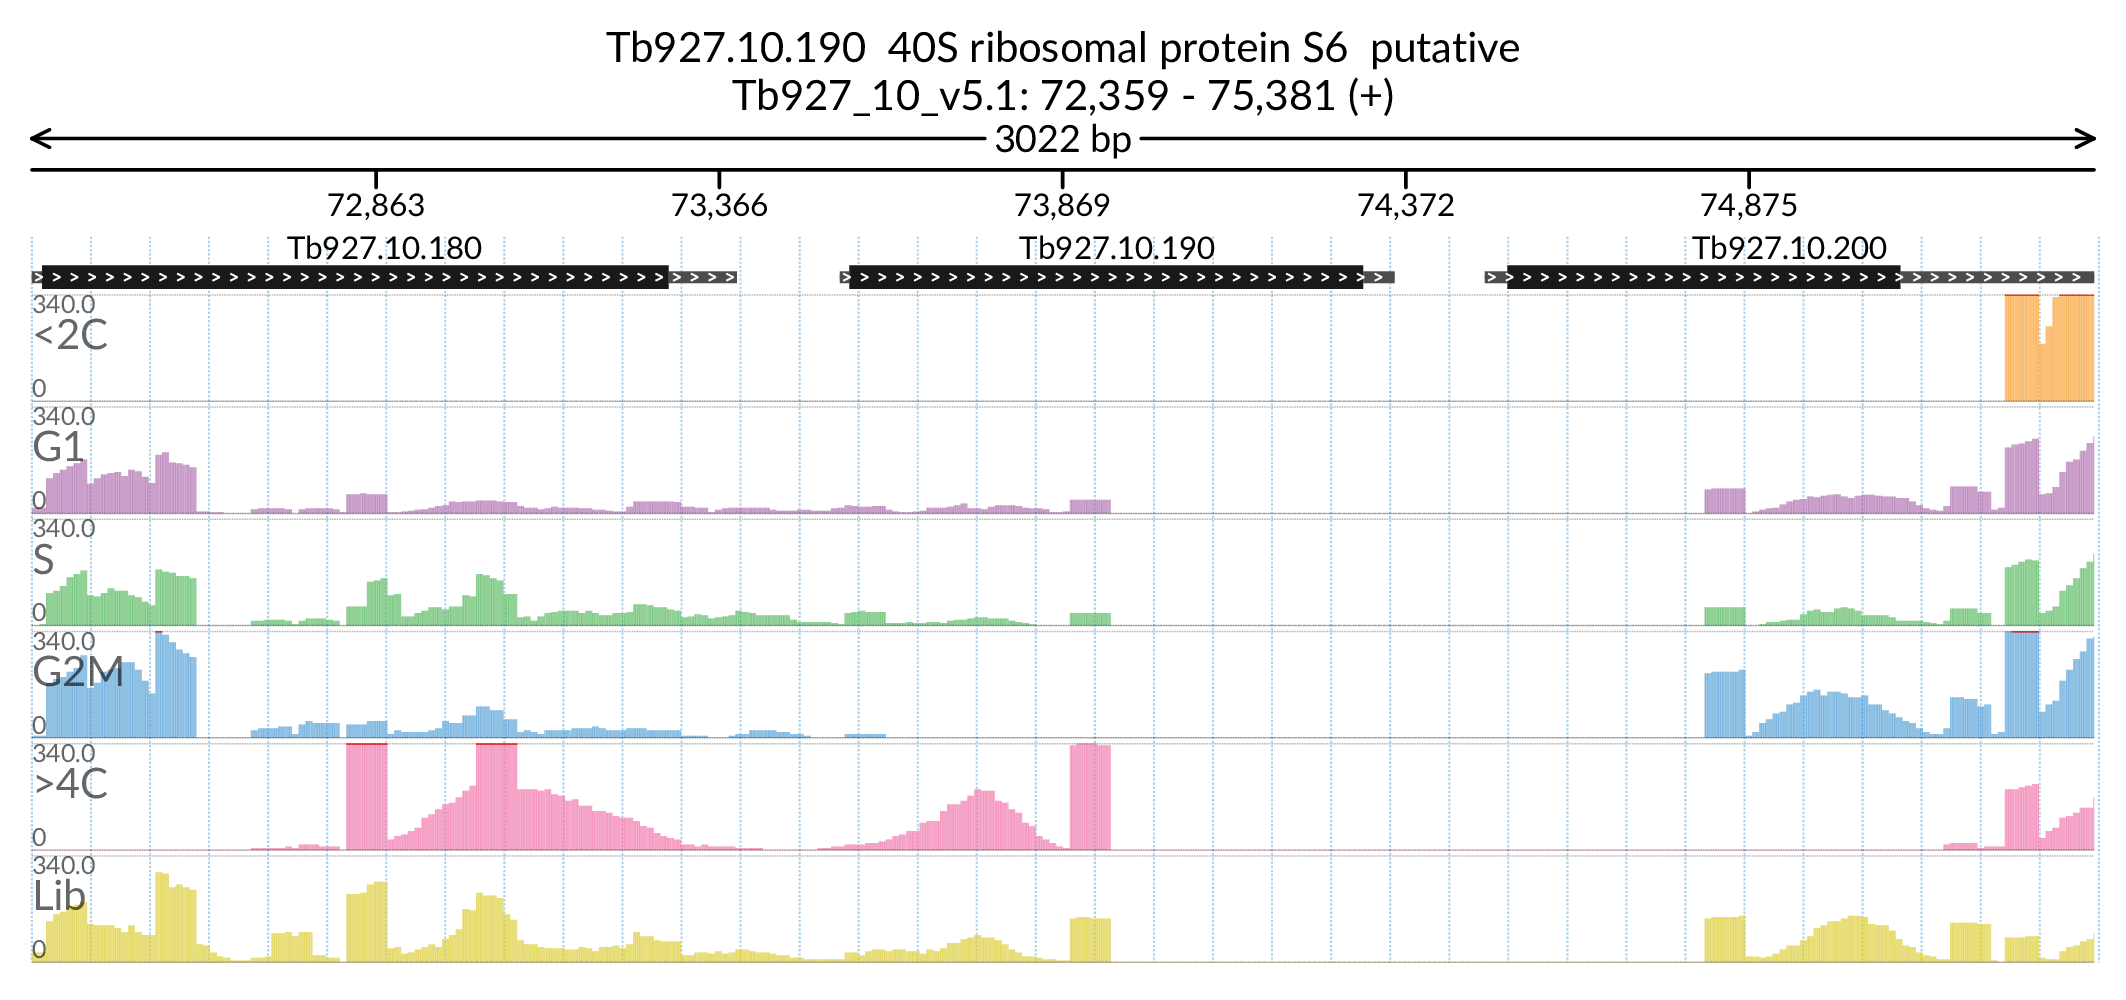 Tb927.10.190  40S ribosomal protein S6  putative
Tb927_10_v5.1: 72,359 - 75,381 (+)
3022 bp
72,863 73,366 73,869 74,372 74,875
Tb927.10.180 Tb927.10.190 Tb927.10.200
340.0
<2C
0
340.0
G1
0
340.0
S
0
340.0
G2M
0
340.0
>4C
0
340.0
Lib
0